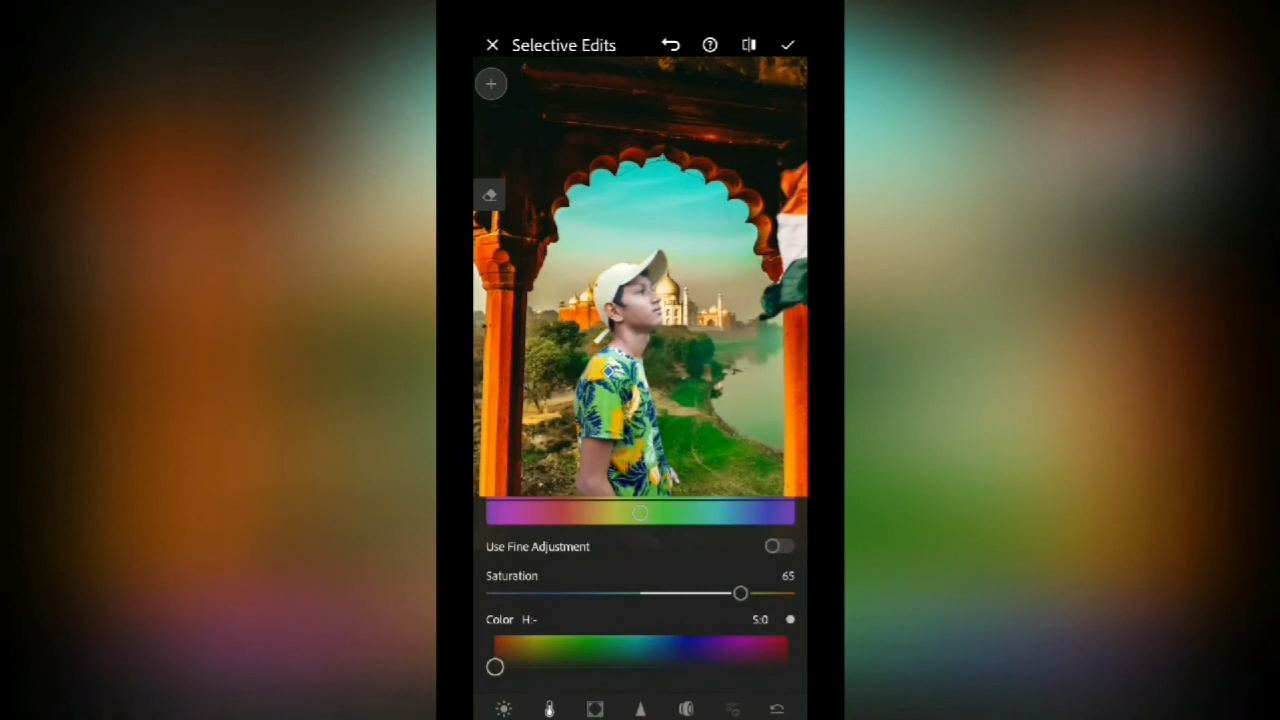 Selective Edits
Use Fine Adjustment
Saturation 65
Color H:- S:0